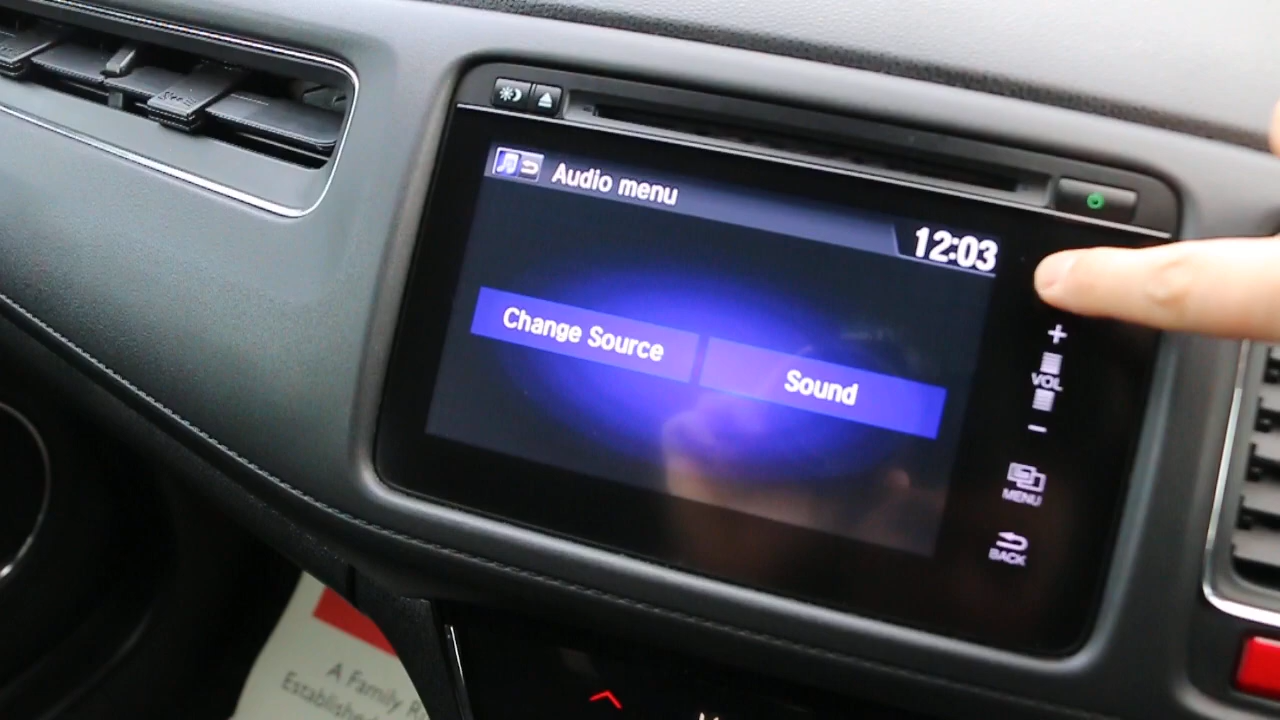 Audio menu
12:03
Change Source
Sound
+
VOL
−
MENU
BACK
A Family
Established